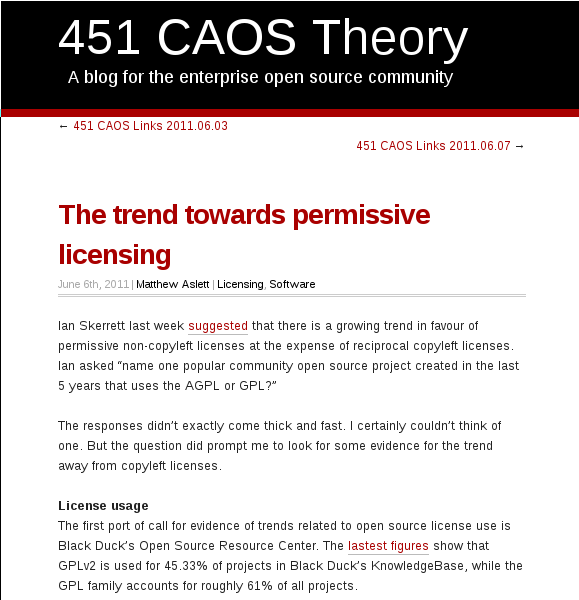 451 CAOS Theory
A blog for the enterprise open source community
← 451 CAOS Links 2011.06.03
451 CAOS Links 2011.06.07 →
The trend towards permissive
licensing
June 6th, 2011 | Matthew Aslett | Licensing, Software
Ian Skerrett last week suggested that there is a growing trend in favour of
permissive non-copyleft licenses at the expense of reciprocal copyleft licenses.
Ian asked “name one popular community open source project created in the last
5 years that uses the AGPL or GPL?”
The responses didn’t exactly come thick and fast. I certainly couldn’t think of
one. But the question did prompt me to look for some evidence for the trend
away from copyleft licenses.
License usage
The first port of call for evidence of trends related to open source license use is
Black Duck’s Open Source Resource Center. The lastest figures show that
GPLv2 is used for 45.33% of projects in Black Duck’s KnowledgeBase, while the
GPL family accounts for roughly 61% of all projects.